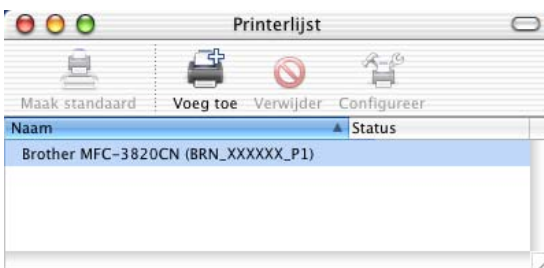 Printerlijst
Maak standaard Voeg toe Verwijder Configureer
Naam Status
Brother MFC-3820CN (BRN_XXXXXX_P1)